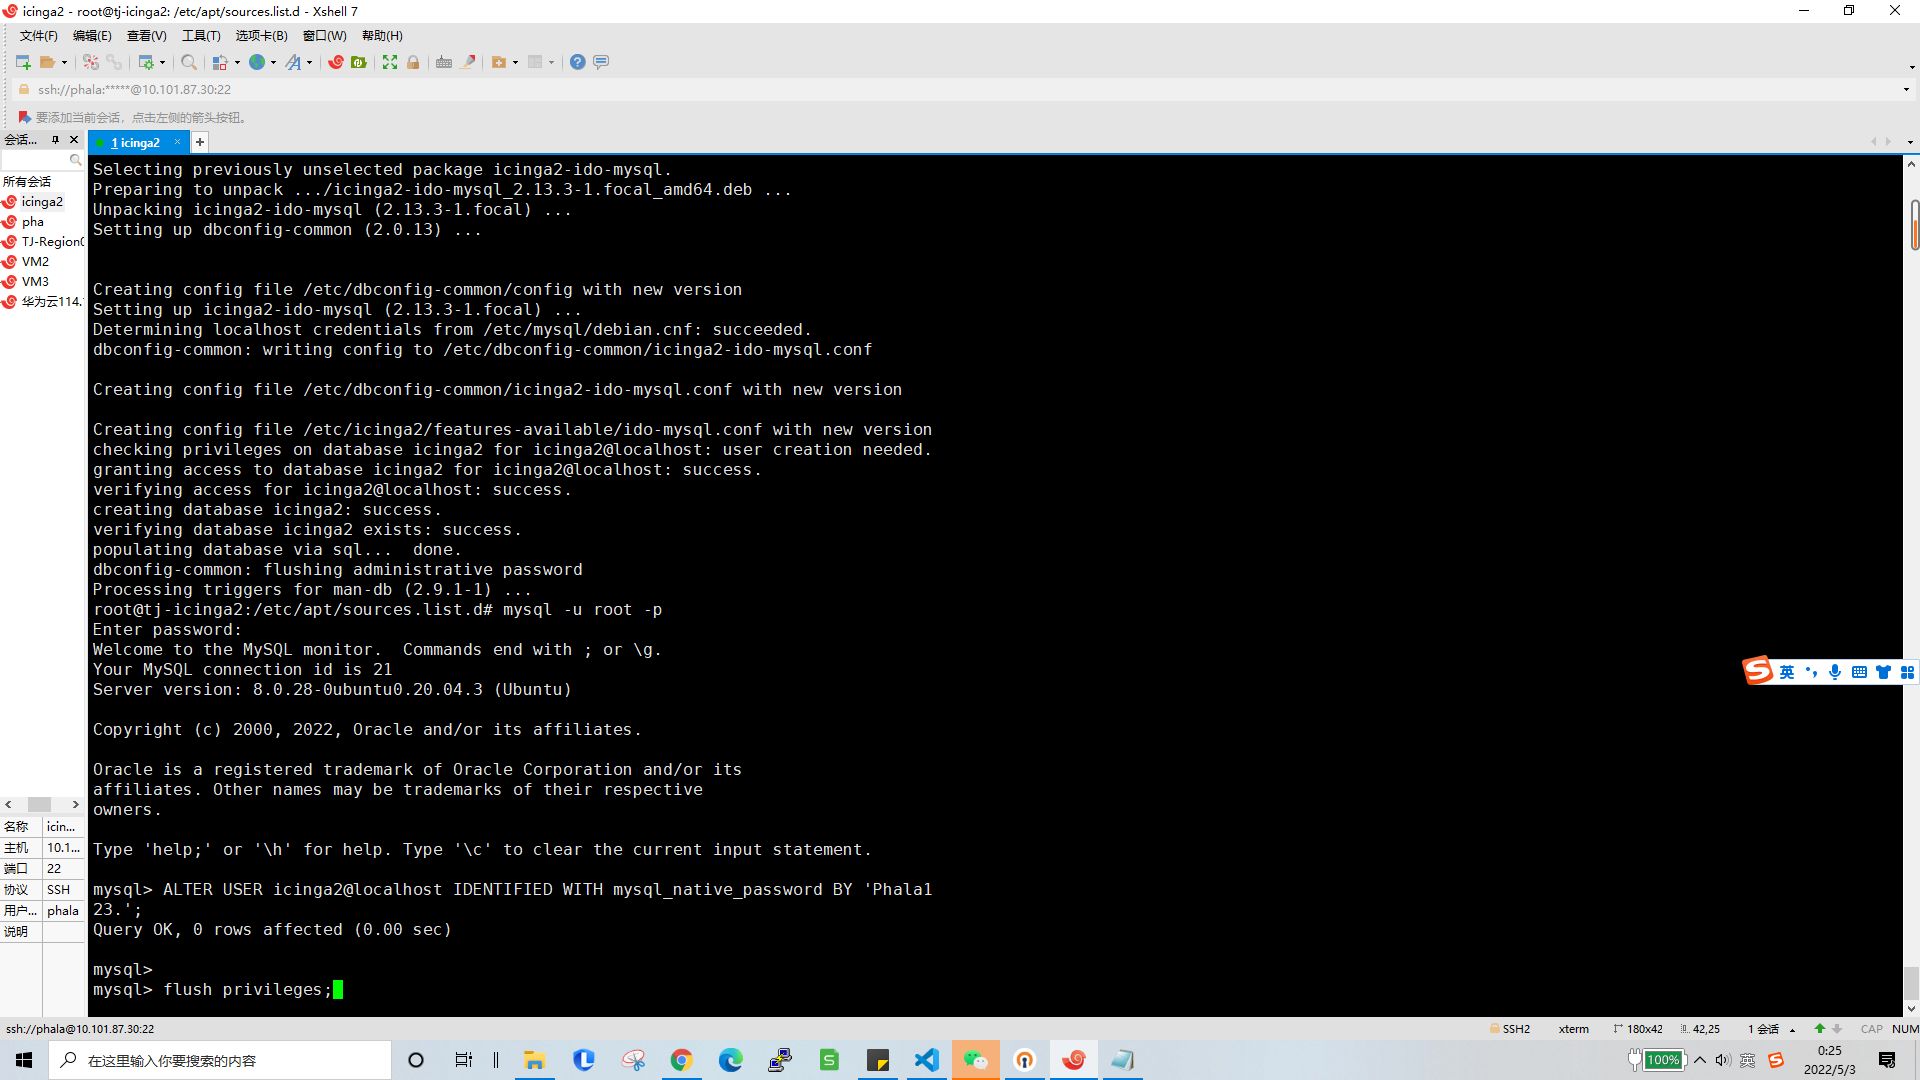 icinga2 - root@tj-icinga2: /etc/apt/sources.list.d - Xshell 7
文件(F) 编辑(E) 查看(V) 工具(T) 选项卡(B) 窗口(W) 帮助(H)
ssh://phala:*****@10.101.87.30:22
要添加当前会话，点击左侧的箭头按钮。
会话...
1 icinga2
所有会话
icinga2
pha
TJ-Region0
VM2
VM3
华为云114.
Selecting previously unselected package icinga2-ido-mysql.
Preparing to unpack .../icinga2-ido-mysql_2.13.3-1.focal_amd64.deb ...
Unpacking icinga2-ido-mysql (2.13.3-1.focal) ...
Setting up dbconfig-common (2.0.13) ...
Creating config file /etc/dbconfig-common/config with new version
Setting up icinga2-ido-mysql (2.13.3-1.focal) ...
Determining localhost credentials from /etc/mysql/debian.cnf: succeeded.
dbconfig-common: writing config to /etc/dbconfig-common/icinga2-ido-mysql.conf
Creating config file /etc/dbconfig-common/icinga2-ido-mysql.conf with new version
Creating config file /etc/icinga2/features-available/ido-mysql.conf with new version
checking privileges on database icinga2 for icinga2@localhost: user creation needed.
granting access to database icinga2 for icinga2@localhost: success.
verifying access for icinga2@localhost: success.
creating database icinga2: success.
verifying database icinga2 exists: success.
populating database via sql...  done.
dbconfig-common: flushing administrative password
Processing triggers for man-db (2.9.1-1) ...
root@tj-icinga2:/etc/apt/sources.list.d# mysql -u root -p
Enter password:
Welcome to the MySQL monitor.  Commands end with ; or \g.
Your MySQL connection id is 21
Server version: 8.0.28-0ubuntu0.20.04.3 (Ubuntu)
Copyright (c) 2000, 2022, Oracle and/or its affiliates.
Oracle is a registered trademark of Oracle Corporation and/or its
affiliates. Other names may be trademarks of their respective
owners.
Type 'help;' or '\h' for help. Type '\c' to clear the current input statement.
mysql> ALTER USER icinga2@localhost IDENTIFIED WITH mysql_native_password BY 'Phala1
23.';
Query OK, 0 rows affected (0.00 sec)
mysql>
mysql> flush privileges;
英
名称 icin...
主机 10.1...
端口 22
协议 SSH
用户... phala
说明
ssh://phala@10.101.87.30:22 SSH2 xterm 180x42 42,25 1 会话 CAP NUM
在这里输入你要搜索的内容
100% 英
0:25
2022/5/3